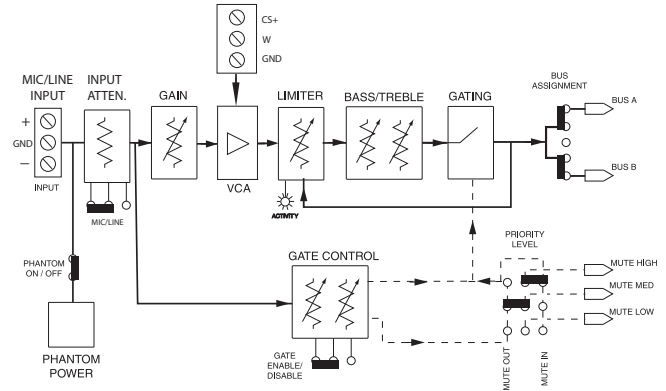 CS+
W
GND
MIC/LINE
INPUT
INPUT
ATTEN.
GAIN
LIMITER
BASS/TREBLE
GATING
BUS
ASSIGNMENT
BUS A
BUS B
+
GND
−
INPUT
MIC/LINE
VCA
ACTIVITY
PHANTOM
ON / OFF
PHANTOM
POWER
GATE CONTROL
GATE
ENABLE/
DISABLE
PRIORITY
LEVEL
MUTE HIGH
MUTE MED
MUTE LOW
MUTE OUT
MUTE IN